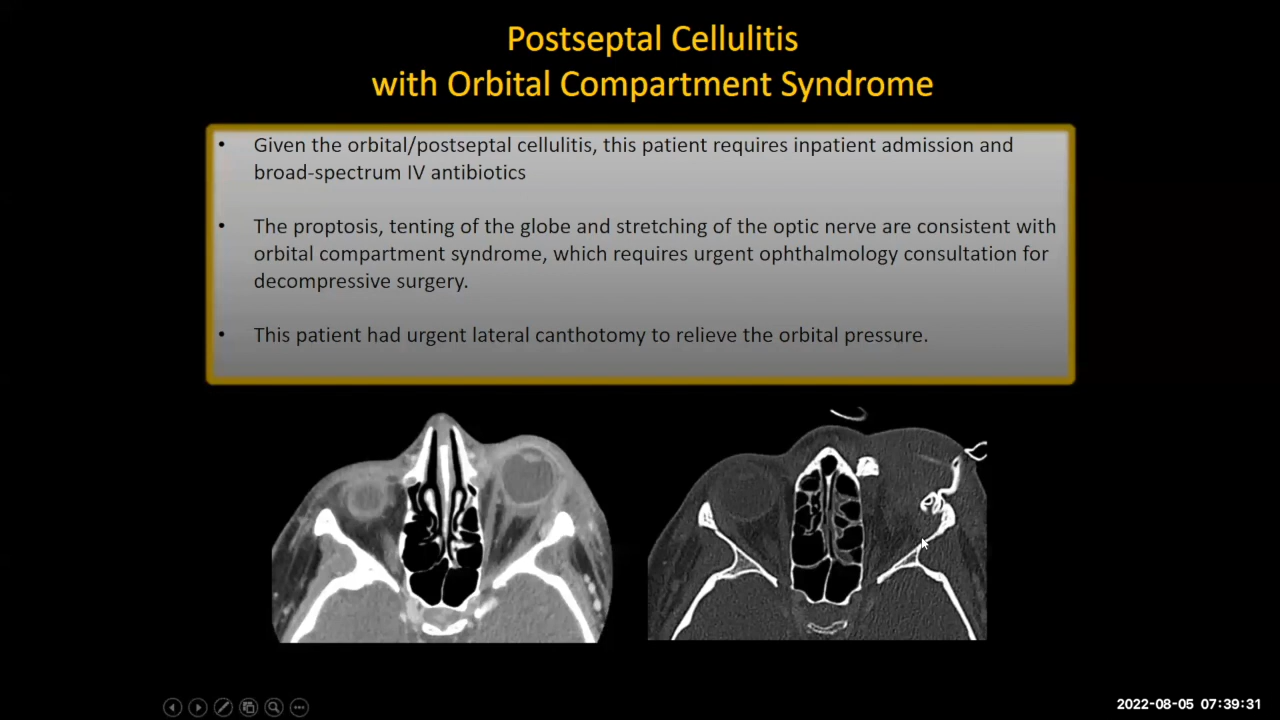 Postseptal Cellulitis
with Orbital Compartment Syndrome
• Given the orbital/postseptal cellulitis, this patient requires inpatient admission and
broad-spectrum IV antibiotics
• The proptosis, tenting of the globe and stretching of the optic nerve are consistent with
orbital compartment syndrome, which requires urgent ophthalmology consultation for
decompressive surgery.
• This patient had urgent lateral canthotomy to relieve the orbital pressure.
2022-08-05 07:39:31